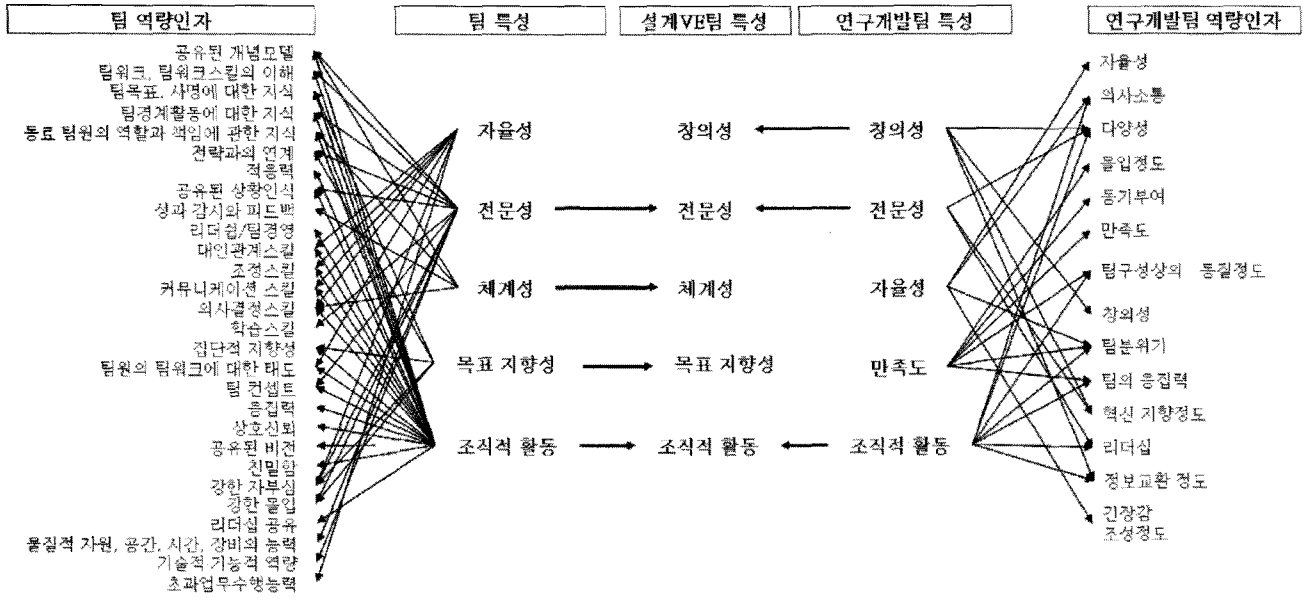 팀 역량인자
팀 특성
설계VE팀 특성
연구개발팀 특성
연구개발팀 역량인자
공유된 개념모델
팀워크, 팀워크스킬의 이해
팀목표, 사명에 대한 지식
팀경계활동에 대한 지식
동료 팀원의 역할과 책임에 관한 지식
전략과의 연계
적응력
공유된 상황인식
성과 감시와 피드백
리더쉽/팀경영
대인관계스킬
조정스킬
커뮤니케이션 스킬
의사결정스킬
학습스킬
집단적 지향성
팀원의 팀워크에 대한 태도
팀 컨셉트
응집력
상호신뢰
공유된 비전
친밀함
강한 자부심
강한 몰입
리더십 공유
물질적 자원, 공간, 시간, 장비의 능력
기술적 기능적 역량
초과업무수행능력
자율성
전문성
체계성
목표 지향성
조직적 활동
창의성
전문성
체계성
목표 지향성
조직적 활동
창의성
전문성
자율성
만족도
조직적 활동
자율성
의사소통
다양성
몰입정도
동기부여
만족도
팀구성상의 동질정도
창의성
팀분위기
팀의 응집력
혁신 지향정도
리더십
정보교환 정도
긴장감
조성정도